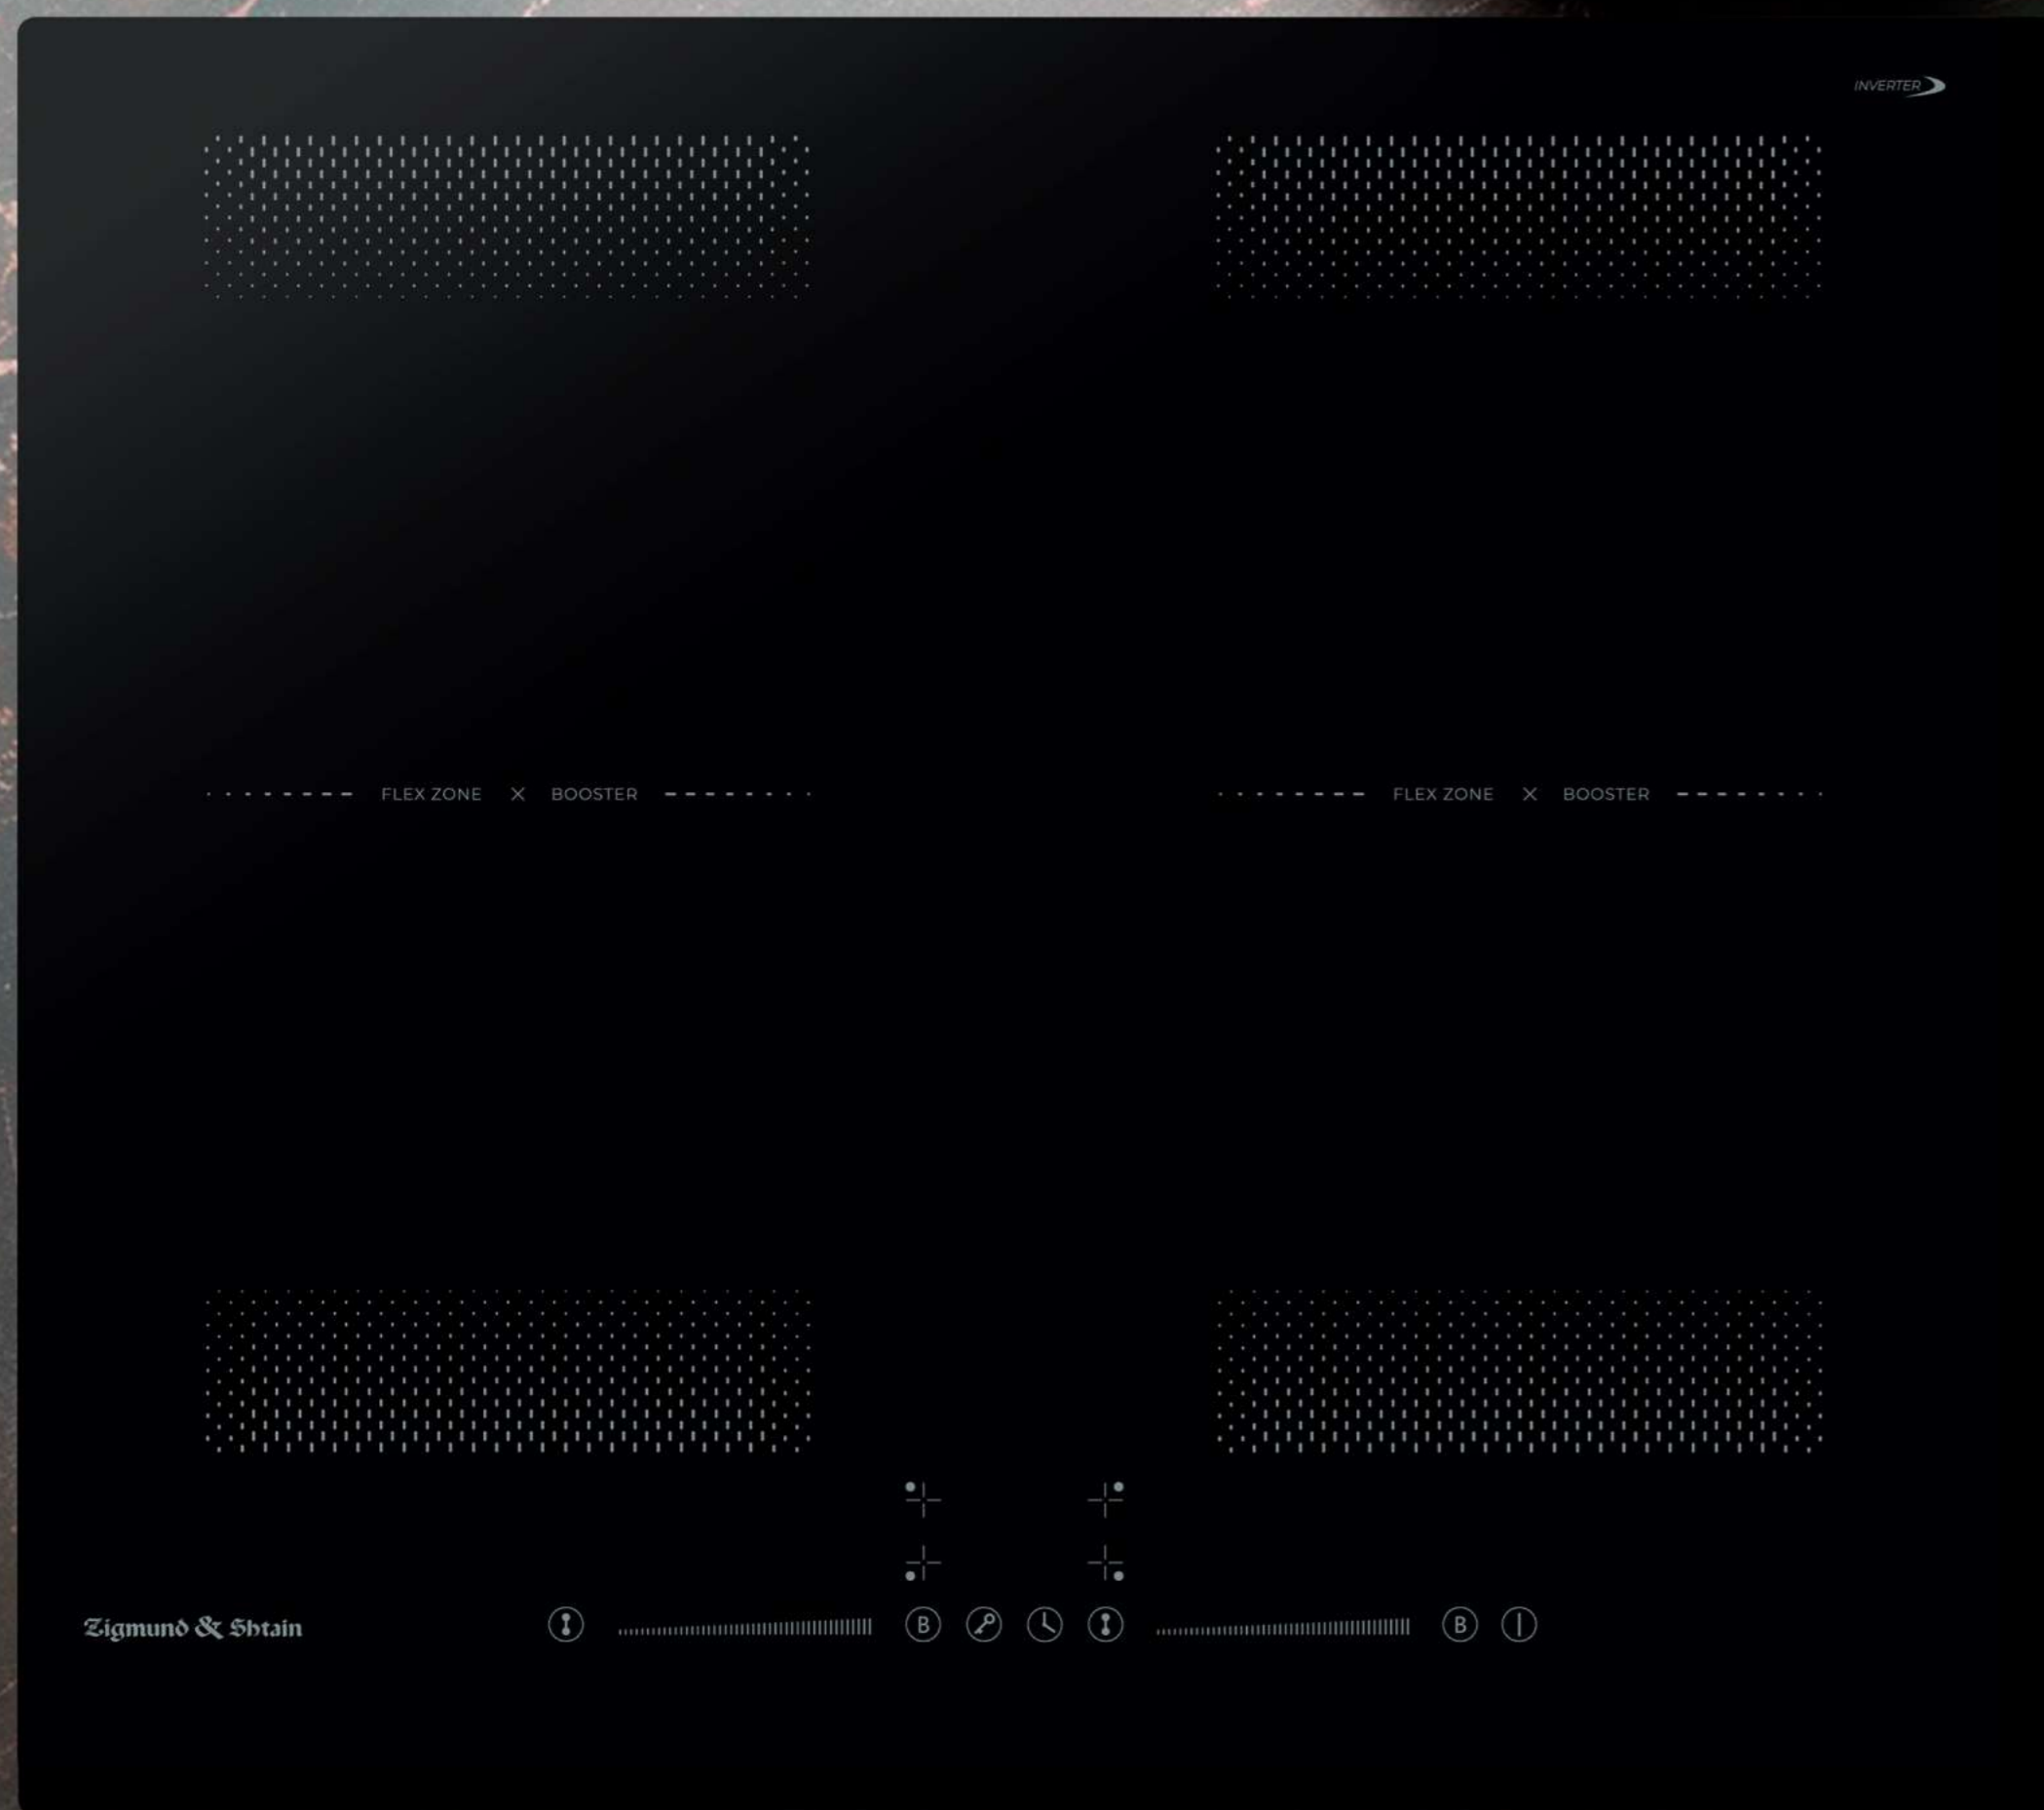 INVERTER
FLEX ZONE X BOOSTER
FLEX ZONE X BOOSTER
Zigmund & Shtain
B
B